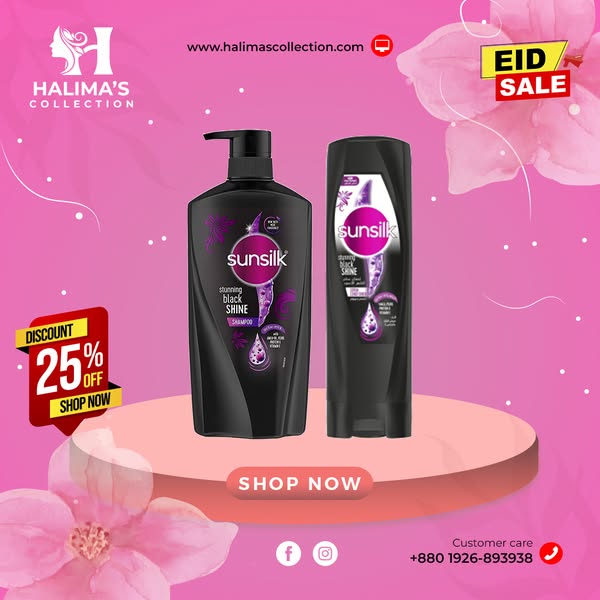 www.halimascollection.com
H
HALIMA'S
COLLECTION
EID
SALE
sunsilk
stunning
black
SHINE
SHAMPOO
sunsilk
stunning
black
SHINE
DISCOUNT
25%
OFF
SHOP NOW
SHOP NOW
Customer care
+880 1926-893938